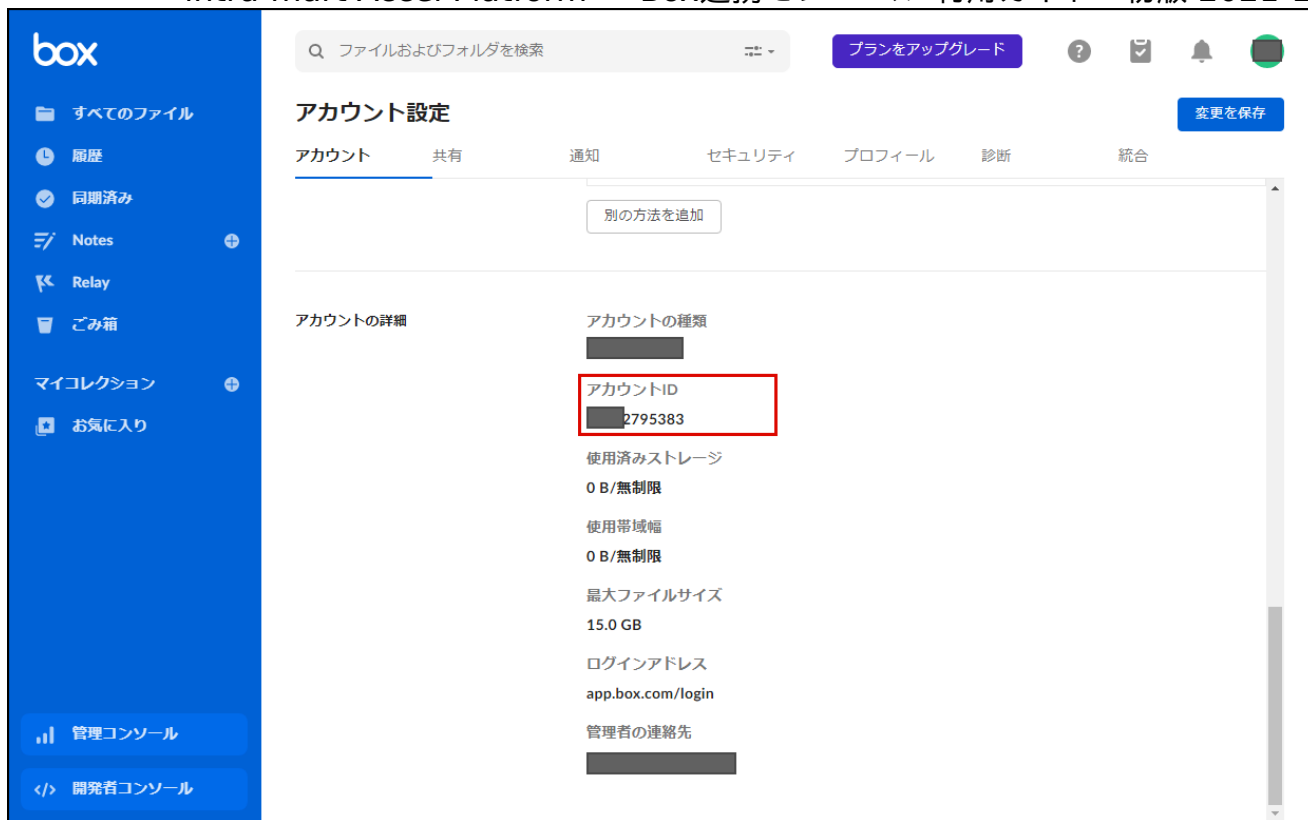 box
ファイルおよびフォルダを検索
プランをアップグレード
すべてのファイル
履歴
同期済み
Notes
Relay
ごみ箱
マイコレクション
お気に入り
管理コンソール
</> 開発者コンソール
アカウント設定
変更を保存
アカウント 共有 通知 セキュリティ プロフィール 診断 統合
別の方法を追加
アカウントの詳細
アカウントの種類
アカウントID
2795383
使用済みストレージ
0 B/無制限
使用帯域幅
0 B/無制限
最大ファイルサイズ
15.0 GB
ログインアドレス
app.box.com/login
管理者の連絡先